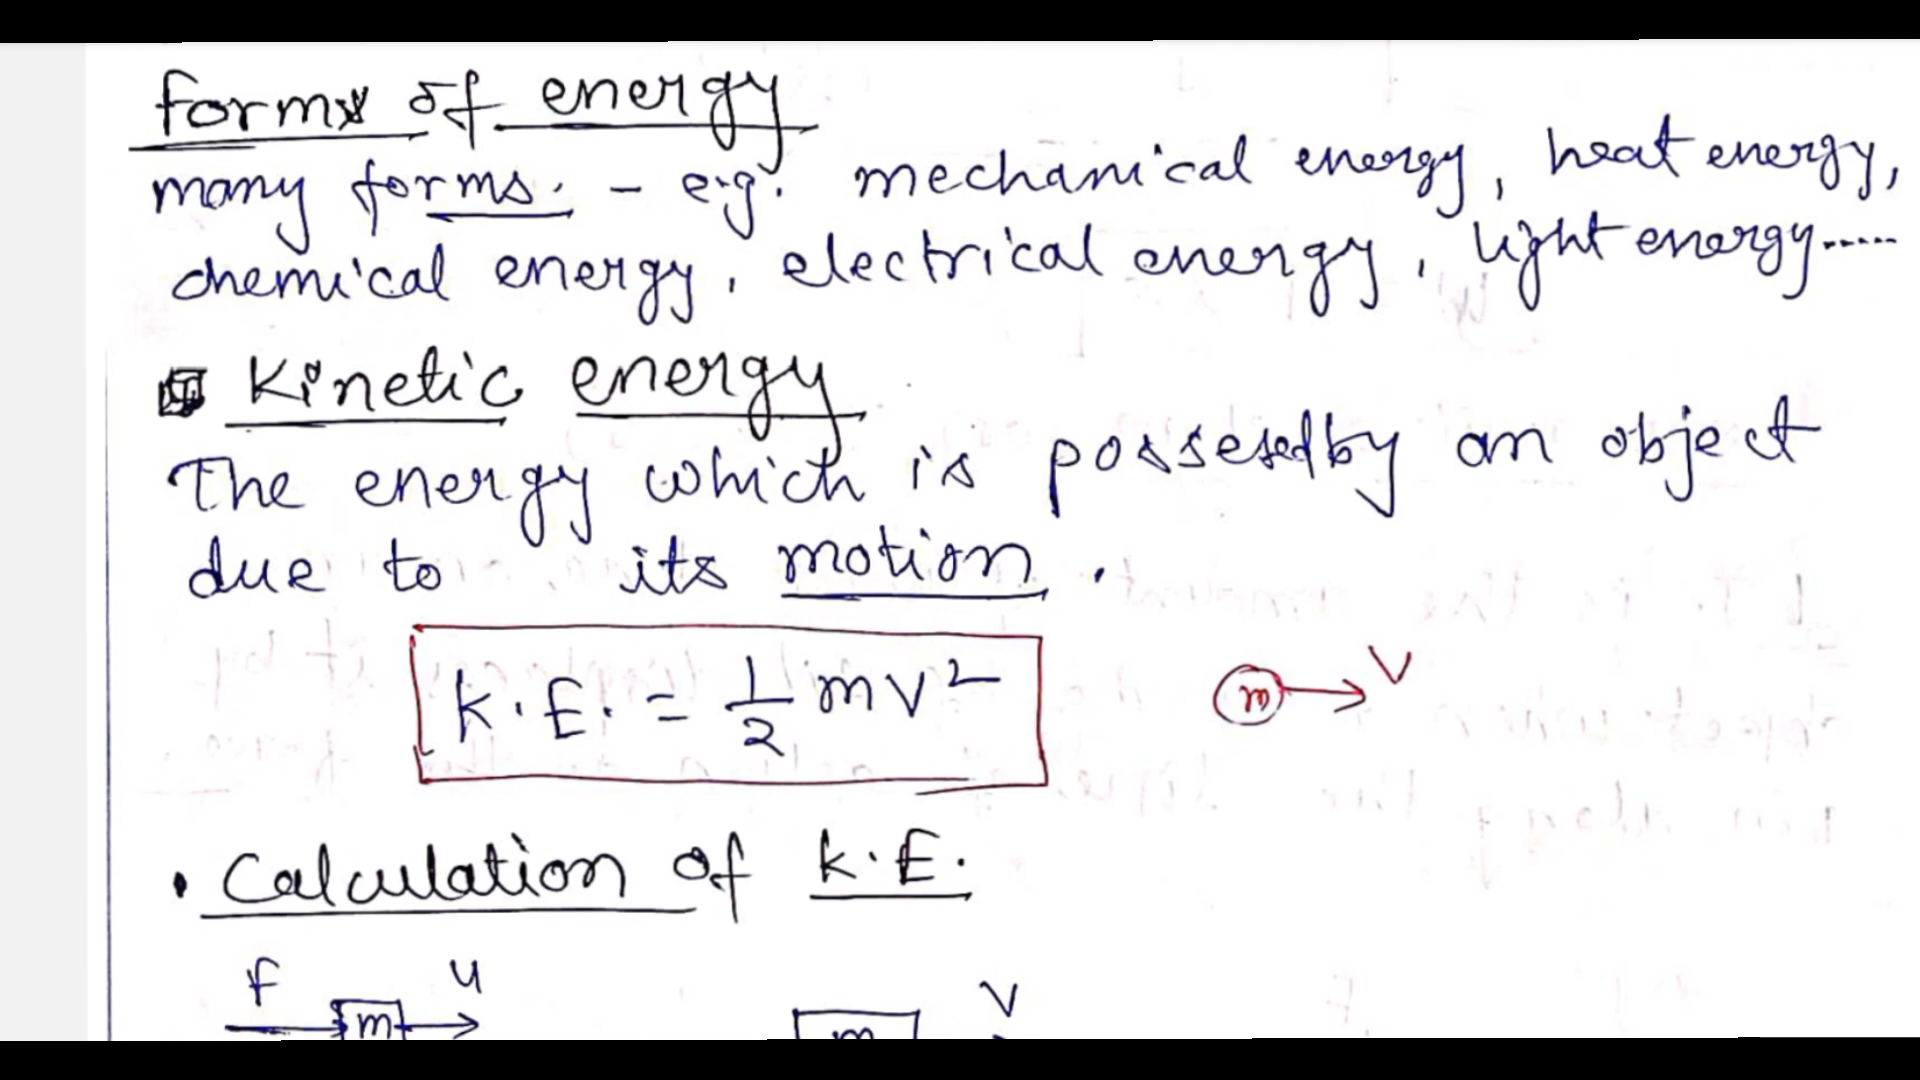 Forms of energy
many forms. - e.g. mechanical energy, heat energy,
chemical energy, electrical energy, light energy.....
Kinetic energy
The energy which is possesed by an object
due to its motion.
K.E. = 1/2 mv²
m → V
• Calculation of K.E.
F m u
m V